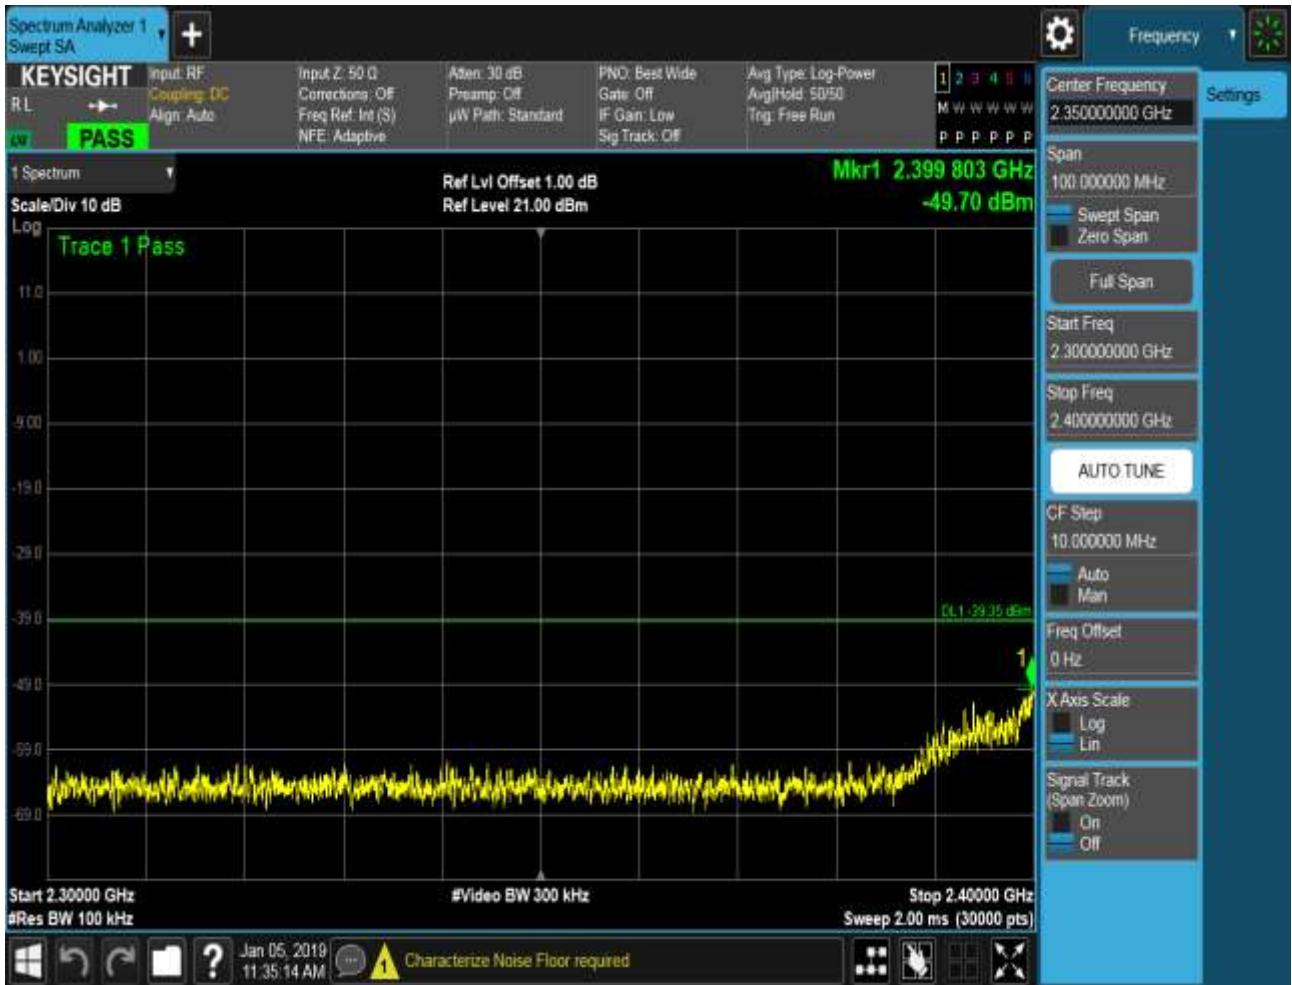 Spectrum Analyzer 1
Swept SA
+
Frequency
KEYSIGHT
RL
PASS
Input: RF
Coupling: DC
Align: Auto
Input Z: 50 Ω
Corrections: Off
Freq Ref: Int (S)
NFE: Adaptive
Atten: 30 dB
Preamp: Off
µW Path: Standard
PNO: Best Wide
Gate: Off
IF Gain: Low
Sig Track: Off
Avg Type: Log-Power
Avg|Hold: 50/50
Trig: Free Run
1 2 3 4 5 6
M W W W W W
P P P P P P
1 Spectrum
Scale/Div 10 dB
Ref Lvl Offset 1.00 dB
Ref Level 21.00 dBm
Mkr1 2.399 803 GHz
-49.70 dBm
Log
Trace 1 Pass
11.0
1.00
-9.00
-19.0
-29.0
-39.0
DL1 -39.35 dBm
1
-49.0
-59.0
-69.0
Start 2.30000 GHz
#Res BW 100 kHz
#Video BW 300 kHz
Stop 2.40000 GHz
Sweep 2.00 ms (30000 pts)
Center Frequency
2.350000000 GHz
Settings
Span
100.000000 MHz
Swept Span
Zero Span
Full Span
Start Freq
2.300000000 GHz
Stop Freq
2.400000000 GHz
AUTO TUNE
CF Step
10.000000 MHz
Auto
Man
Freq Offset
0 Hz
X Axis Scale
Log
Lin
Signal Track
(Span Zoom)
On
Off
?
Jan 05, 2019
11:35:14 AM
1
Characterize Noise Floor required